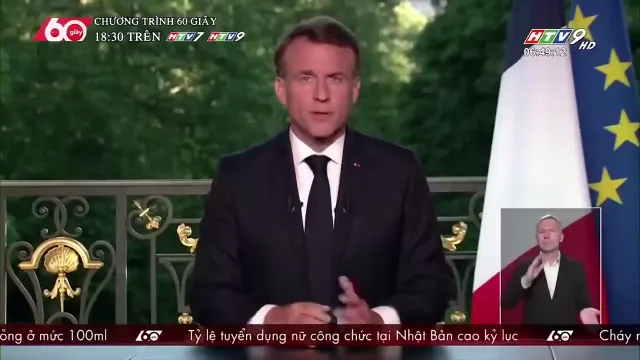 60 giây
CHƯƠNG TRÌNH 60 GIÂY
18:30 TRÊN HTV7 HTV9
HTV9 HD
06:49:12
ỏng ở mức 100ml 60 Tỷ lệ tuyển dụng nữ công chức tại Nhật Bản cao kỷ lục 60 Cháy r